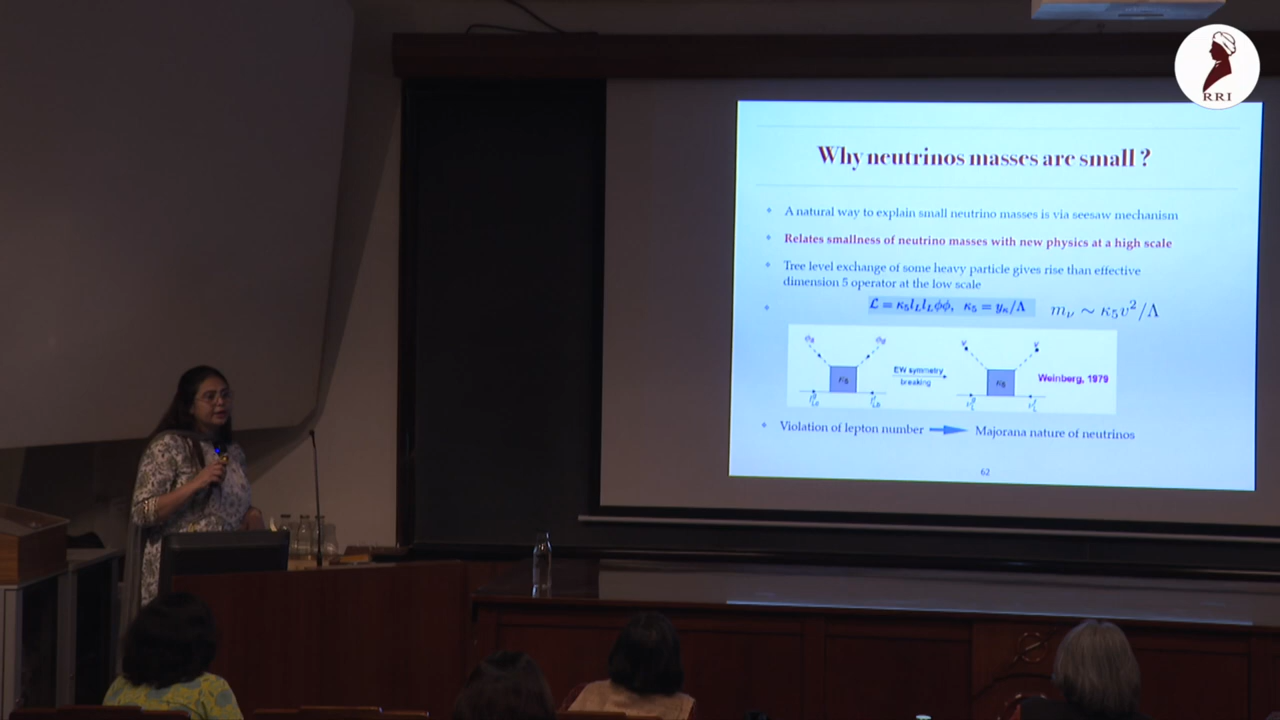 RRI
Why neutrinos masses are small ?
A natural way to explain small neutrino masses is via seesaw mechanism
Relates smallness of neutrino masses with new physics at a high scale
Tree level exchange of some heavy particle gives rise than effective
dimension 5 operator at the low scale
ℒ = κ₅l_Ll_Lϕϕ, κ₅ = y_κ/Λ m_ν ∼ κ₅v²/Λ
v v
κ₅ EW symmetry breaking κ₅ Weinberg, 1979
Violation of lepton number Majorana nature of neutrinos
62